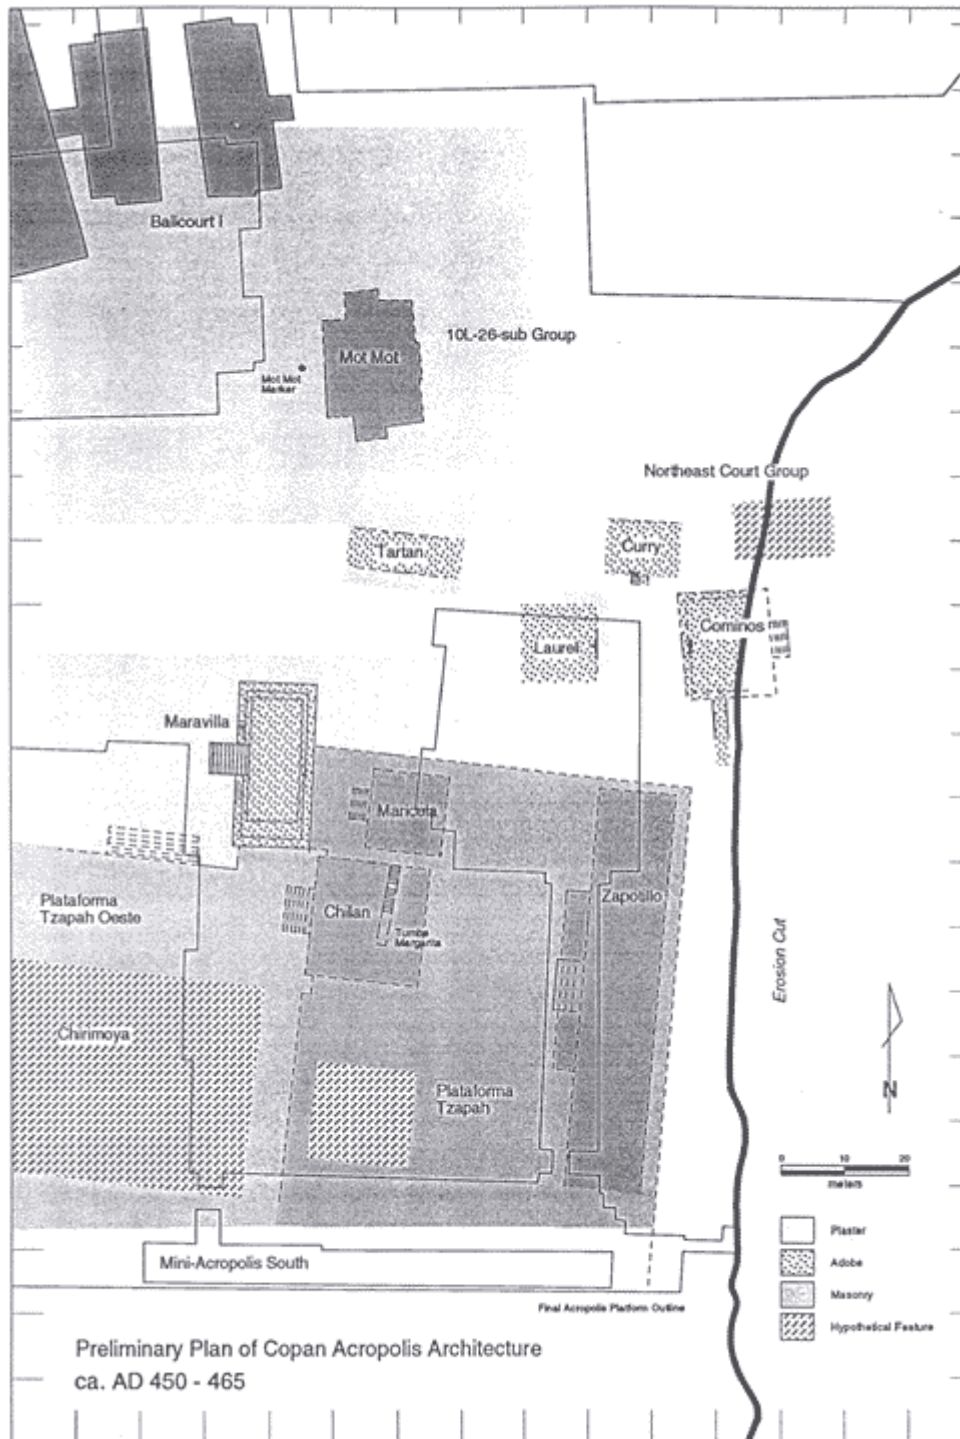 Ballcourt I
10L-26-sub Group
Mot Mot
Mot Mot
Marker
Northeast Court Group
Tartan
Curry
Cominos
Laurel
Maravilla
Maricela
Plataforma
Tzapah Oeste
Chilan
Zapotillo
Tumba
Margarita
Erosion Cut
Chirimoya
Plataforma
Tzapah
N
0 10 20
meters
Plaster
Adobe
Masonry
Hypothetical Feature
Mini-Acropolis South
Final Acropolis Platform Outline
Preliminary Plan of Copan Acropolis Architecture
ca. AD 450 - 465